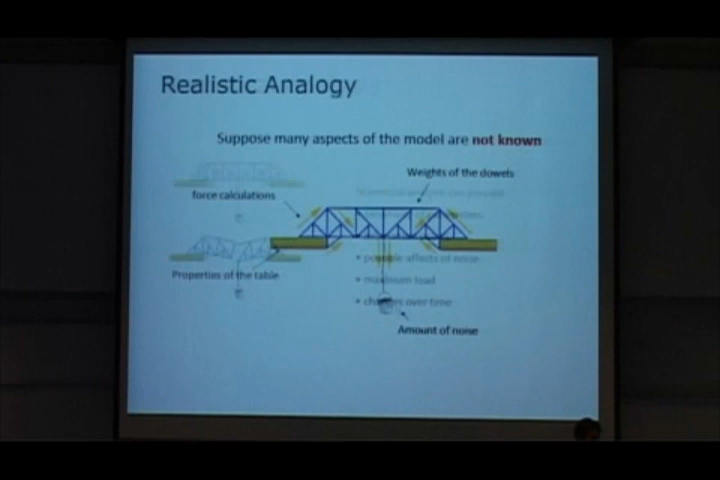 Realistic Analogy
Suppose many aspects of the model are not known
Weights of the dowels
force calculations
Properties of the table
• possible affects of noise
• maximum load
• changes over time
Amount of noise